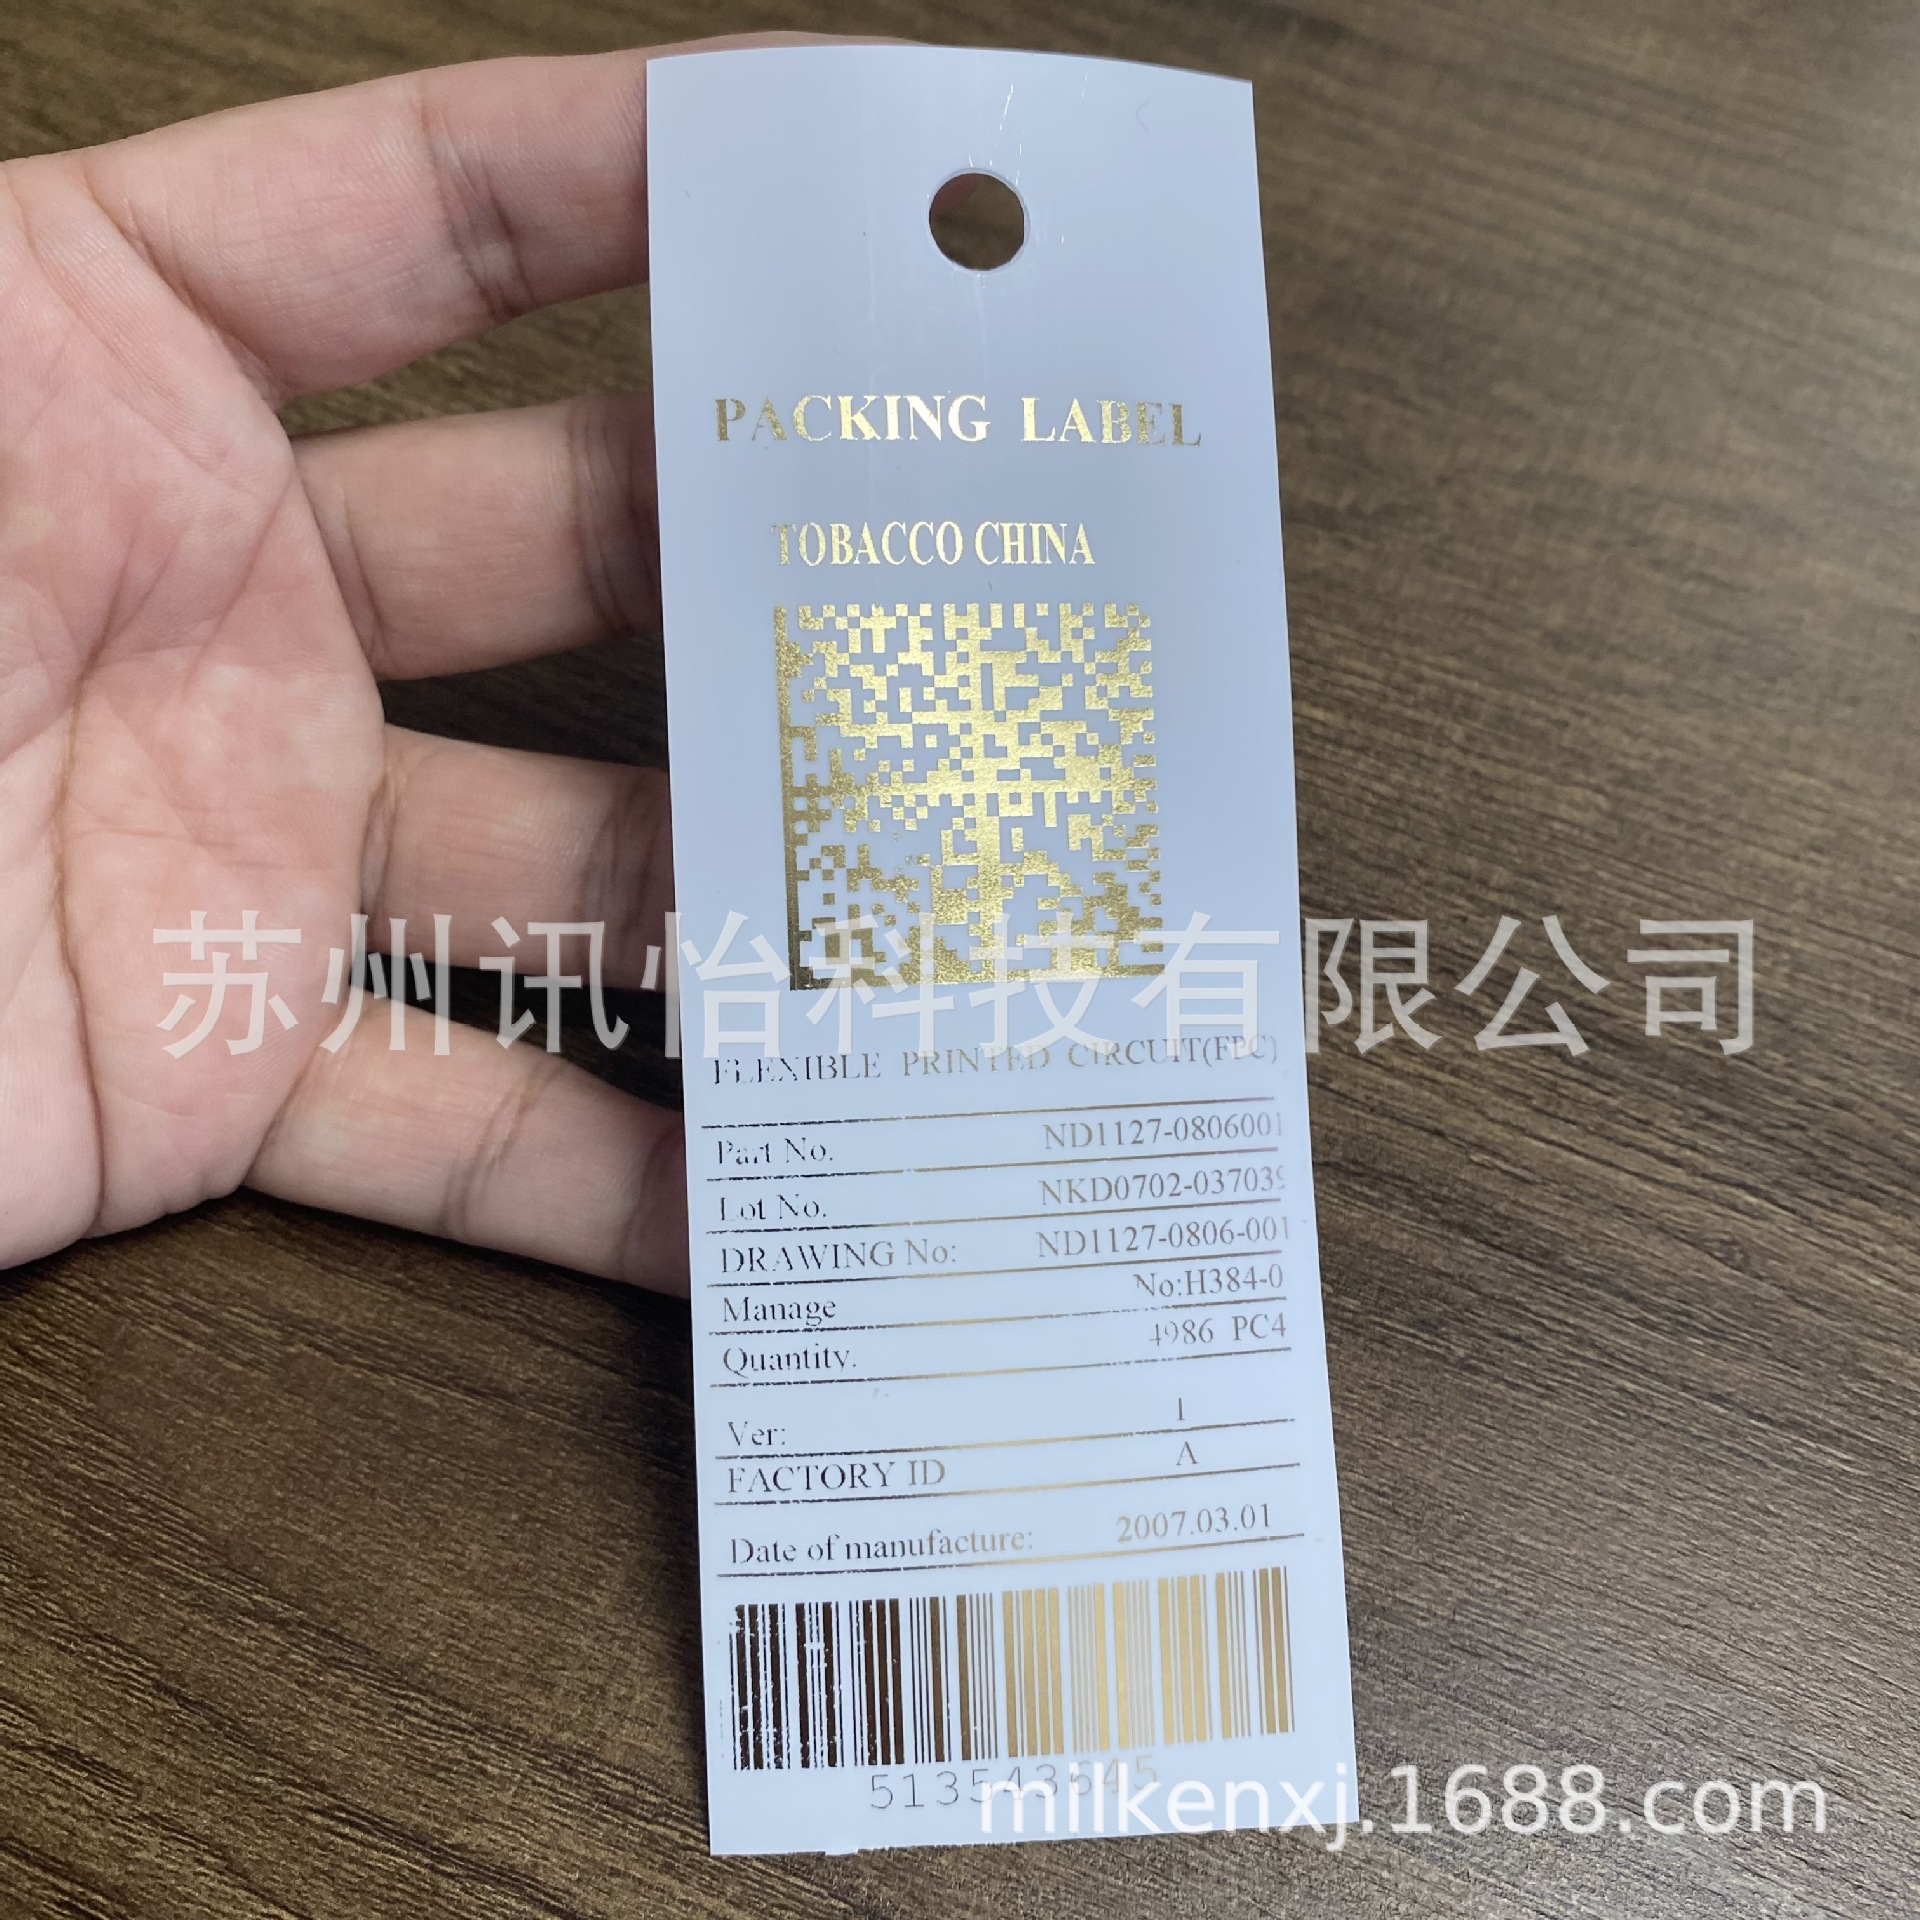 PACKING LABEL
TOBACCO CHINA
苏州讯怡科技有限公司
FLEXIBLE PRINTED CIRCUIT(FPC)
Part No. ND1127-0806001
Lot No. NKD0702-037039
DRAWING No: ND1127-0806-001
Manage No:H384-0
Quantity. 4986 PC4
Ver: 1
FACTORY ID A
Date of manufacture: 2007.03.01
513543645
milkenxj.1688.com